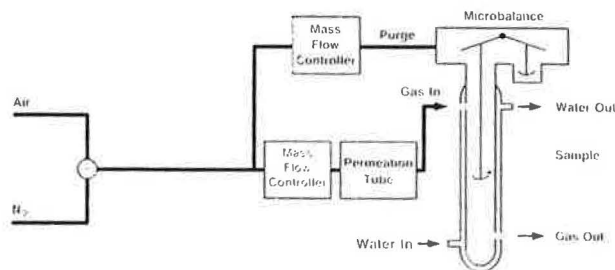 Microbalance
Mass
Flow
Controller
Purge
Gas In
Air
Water Out
Mass
Flow
Controller
Permeation
Tube
Sample
N₂
Water In
Gas Out